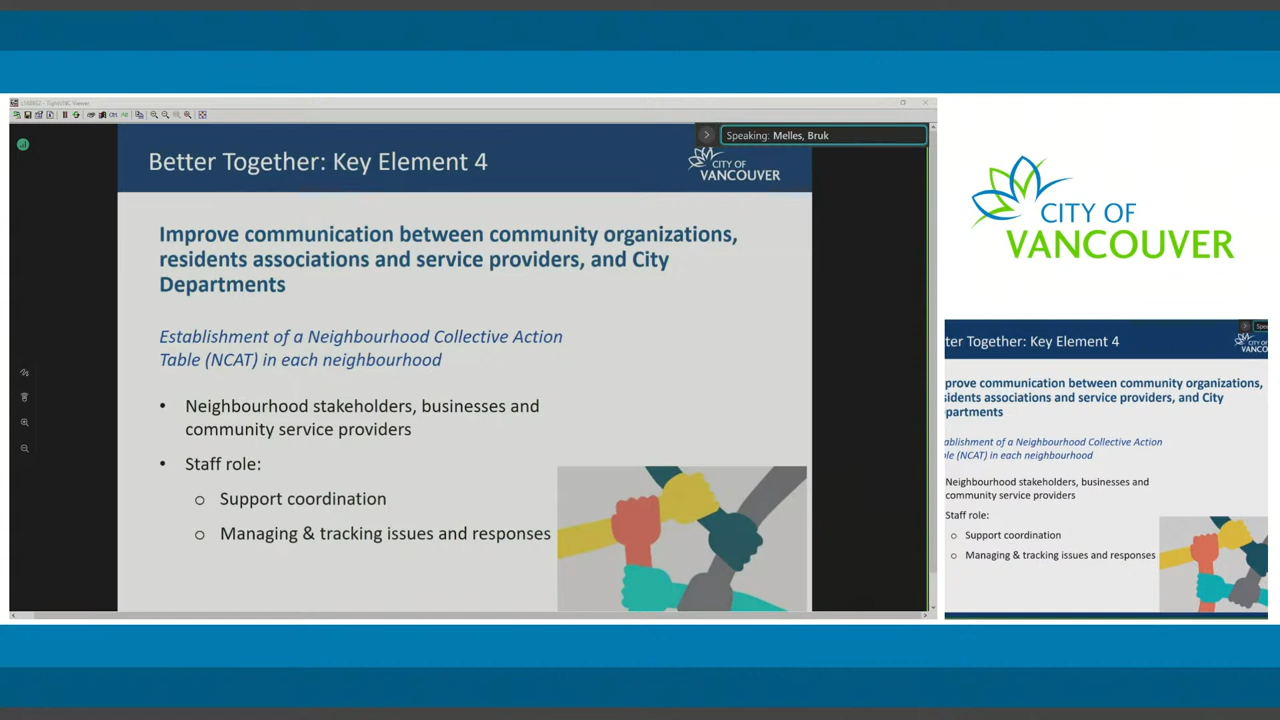 Better Together: Key Element 4
Speaking: Melles, Bruk
CITY OF
VANCOUVER
Improve communication between community organizations,
residents associations and service providers, and City
Departments
Establishment of a Neighbourhood Collective Action
Table (NCAT) in each neighbourhood
• Neighbourhood stakeholders, businesses and
community service providers
• Staff role:
o Support coordination
o Managing & tracking issues and responses
CITY OF
VANCOUVER
ter Together: Key Element 4
CITY OF
VANCO
prove communication between community organizations,
sidents associations and service providers, and City
partments
ablishment of a Neighbourhood Collective Action
le (NCAT) in each neighbourhood
Neighbourhood stakeholders, businesses and
community service providers
Staff role:
o Support coordination
o Managing & tracking issues and responses